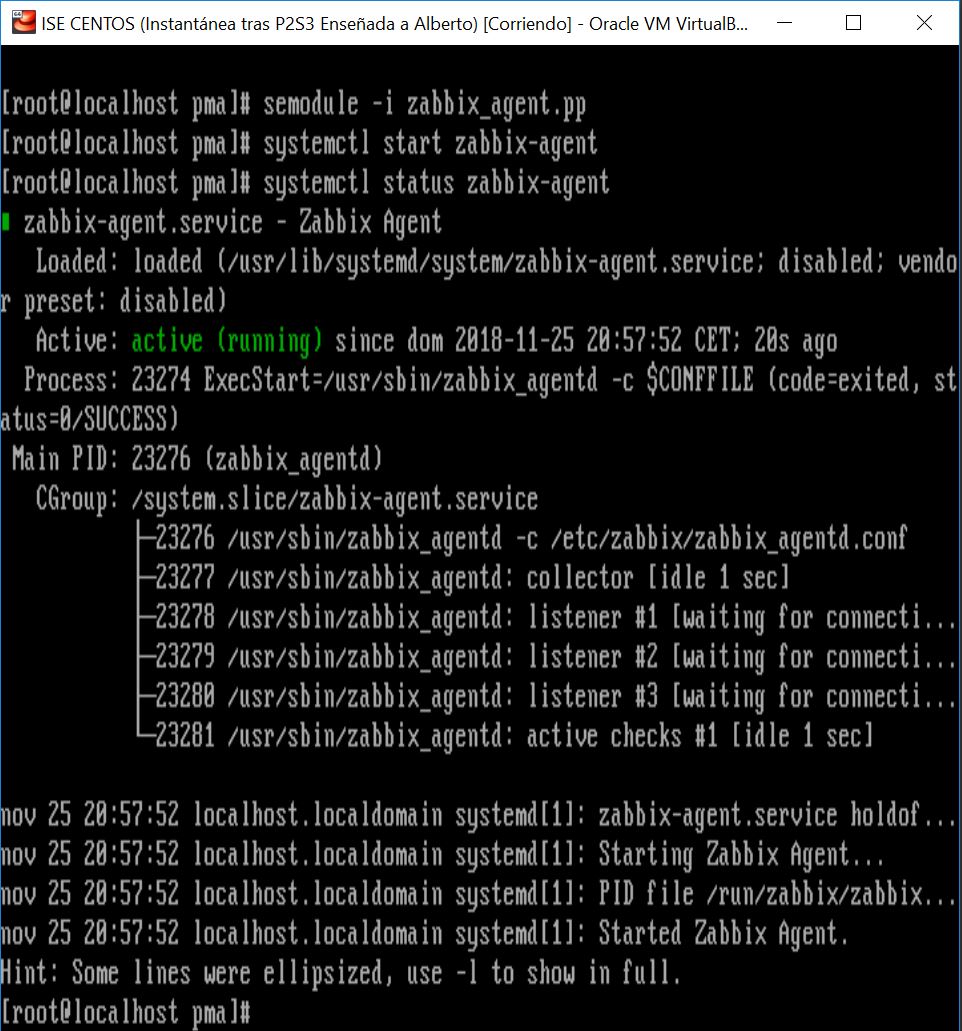 ISE CENTOS (Instantánea tras P2S3 Enseñada a Alberto) [Corriendo] - Oracle VM VirtualB...
[root@localhost pma]# semodule -i zabbix_agent.pp
[root@localhost pma]# systemctl start zabbix-agent
[root@localhost pma]# systemctl status zabbix-agent
zabbix-agent.service - Zabbix Agent
Loaded: loaded (/usr/lib/systemd/system/zabbix-agent.service; disabled; vendo
r preset: disabled)
Active: active (running) since dom 2018-11-25 20:57:52 CET; 20s ago
Process: 23274 ExecStart=/usr/sbin/zabbix_agentd -c $CONFFILE (code=exited, st
atus=0/SUCCESS)
Main PID: 23276 (zabbix_agentd)
CGroup: /system.slice/zabbix-agent.service
├─23276 /usr/sbin/zabbix_agentd -c /etc/zabbix/zabbix_agentd.conf
├─23277 /usr/sbin/zabbix_agentd: collector [idle 1 sec]
├─23278 /usr/sbin/zabbix_agentd: listener #1 [waiting for connecti...
├─23279 /usr/sbin/zabbix_agentd: listener #2 [waiting for connecti...
├─23280 /usr/sbin/zabbix_agentd: listener #3 [waiting for connecti...
└─23281 /usr/sbin/zabbix_agentd: active checks #1 [idle 1 sec]
nov 25 20:57:52 localhost.localdomain systemd[1]: zabbix-agent.service holdof...
nov 25 20:57:52 localhost.localdomain systemd[1]: Starting Zabbix Agent...
nov 25 20:57:52 localhost.localdomain systemd[1]: PID file /run/zabbix/zabbix...
nov 25 20:57:52 localhost.localdomain systemd[1]: Started Zabbix Agent.
Hint: Some lines were ellipsized, use -l to show in full.
[root@localhost pma]#